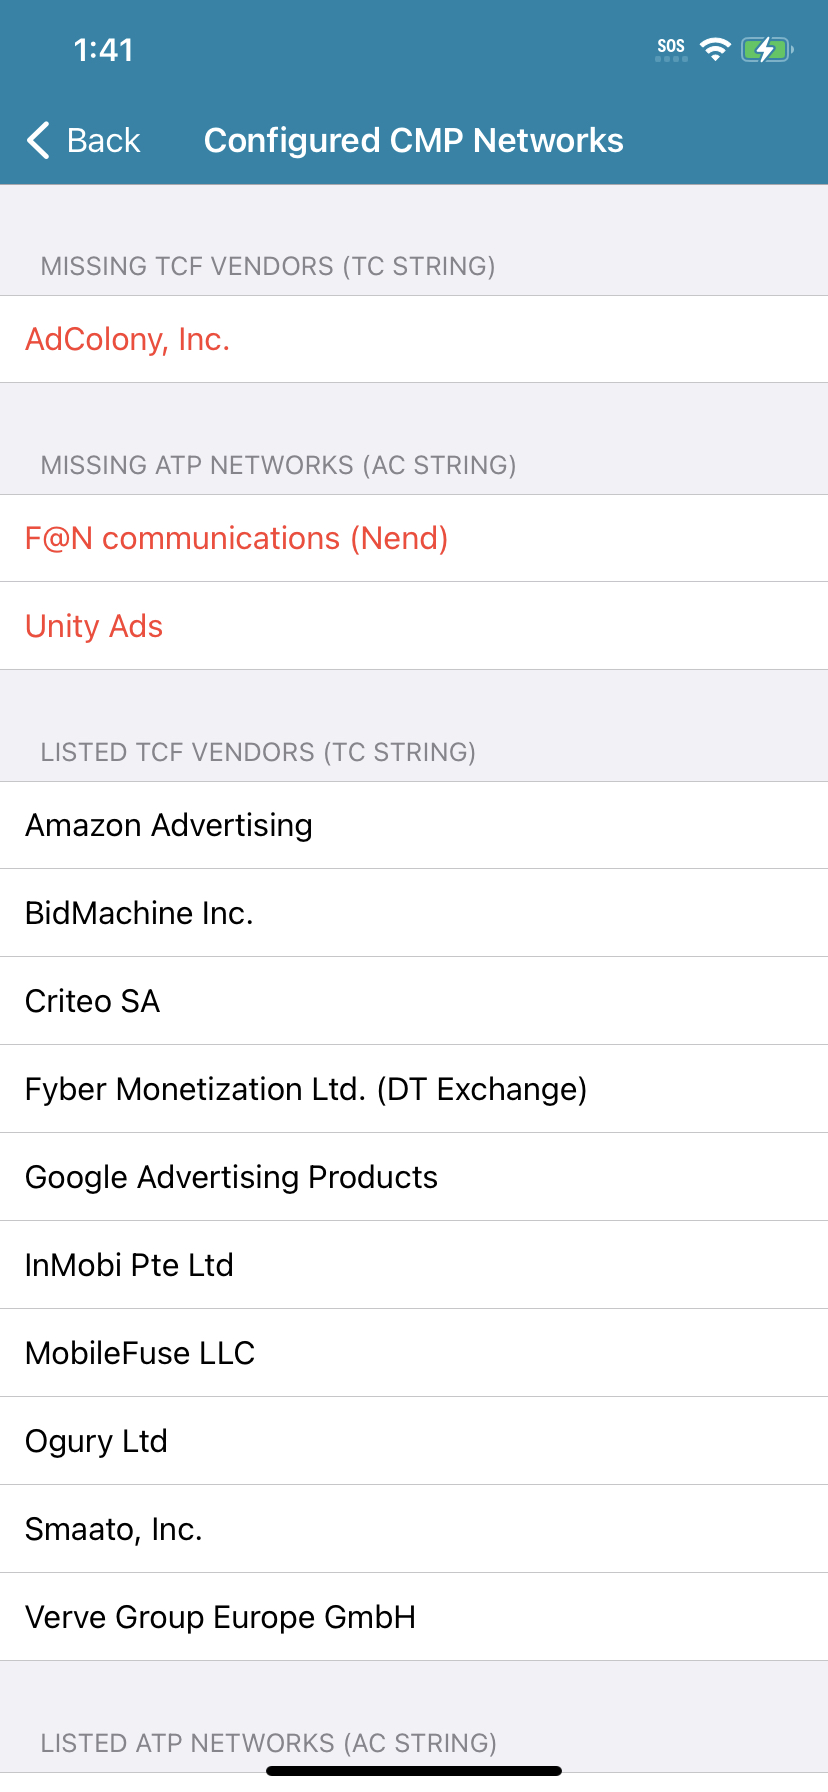 1:41
SOS
Back
Configured CMP Networks
MISSING TCF VENDORS (TC STRING)
AdColony, Inc.
MISSING ATP NETWORKS (AC STRING)
F@N communications (Nend)
Unity Ads
LISTED TCF VENDORS (TC STRING)
Amazon Advertising
BidMachine Inc.
Criteo SA
Fyber Monetization Ltd. (DT Exchange)
Google Advertising Products
InMobi Pte Ltd
MobileFuse LLC
Ogury Ltd
Smaato, Inc.
Verve Group Europe GmbH
LISTED ATP NETWORKS (AC STRING)